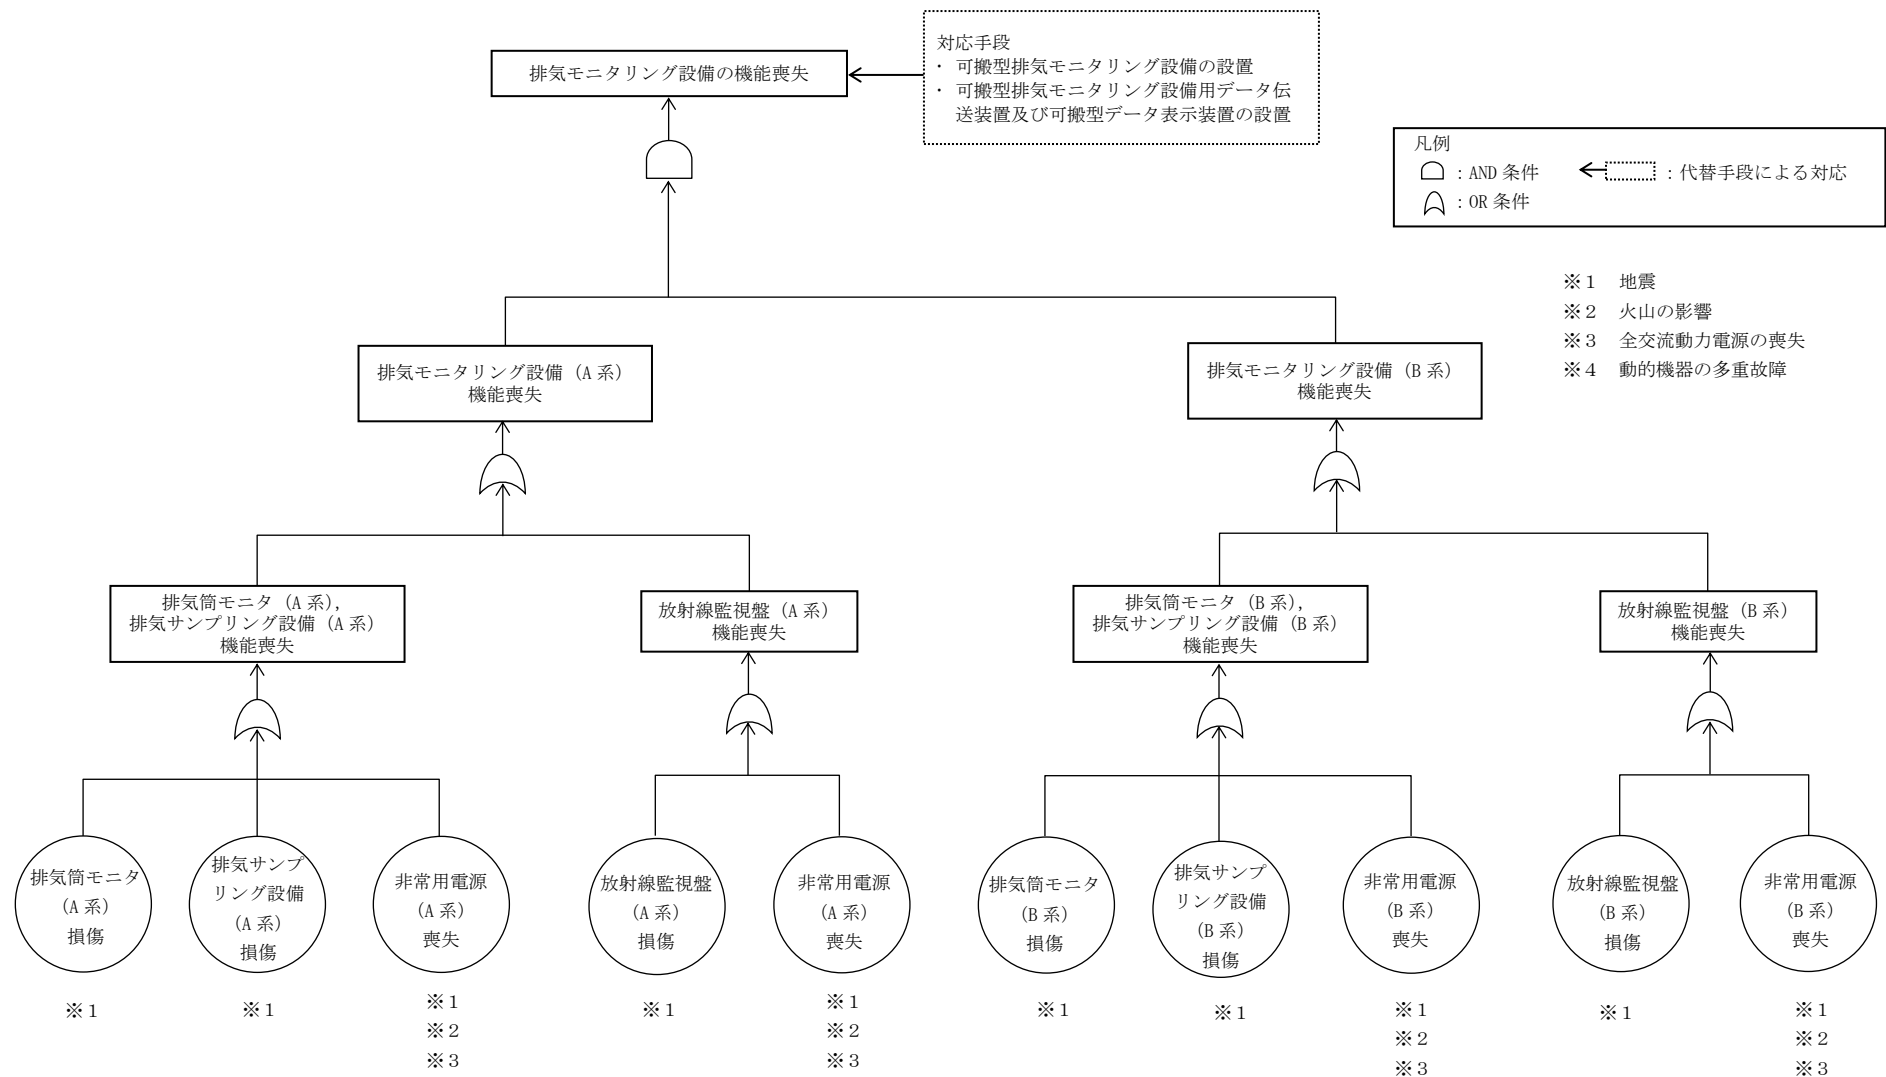 排気モニタリング設備の機能喪失
対応手段
・ 可搬型排気モニタリング設備の設置
・ 可搬型排気モニタリング設備用データ伝
送装置及び可搬型データ表示装置の設置
凡例
：AND 条件
：代替手段による対応
：OR 条件
※１ 地震
※２ 火山の影響
※３ 全交流動力電源の喪失
※４ 動的機器の多重故障
排気モニタリング設備（A 系）
機能喪失
排気モニタリング設備（B 系）
機能喪失
排気筒モニタ（A 系），
排気サンプリング設備（A 系）
機能喪失
放射線監視盤（A 系）
機能喪失
排気筒モニタ（B 系），
排気サンプリング設備（B 系）
機能喪失
放射線監視盤（B 系）
機能喪失
排気筒モニタ
（A 系）
損傷
排気サンプ
リング設備
（A 系）
損傷
非常用電源
（A 系）
喪失
放射線監視盤
（A 系）
損傷
非常用電源
（A 系）
喪失
排気筒モニタ
（B 系）
損傷
排気サンプ
リング設備
（B 系）
損傷
非常用電源
（B 系）
喪失
放射線監視盤
（B 系）
損傷
非常用電源
（B 系）
喪失
※１
※１
※１
※２
※３
※１
※１
※２
※３
※１
※１
※１
※２
※３
※１
※１
※２
※３